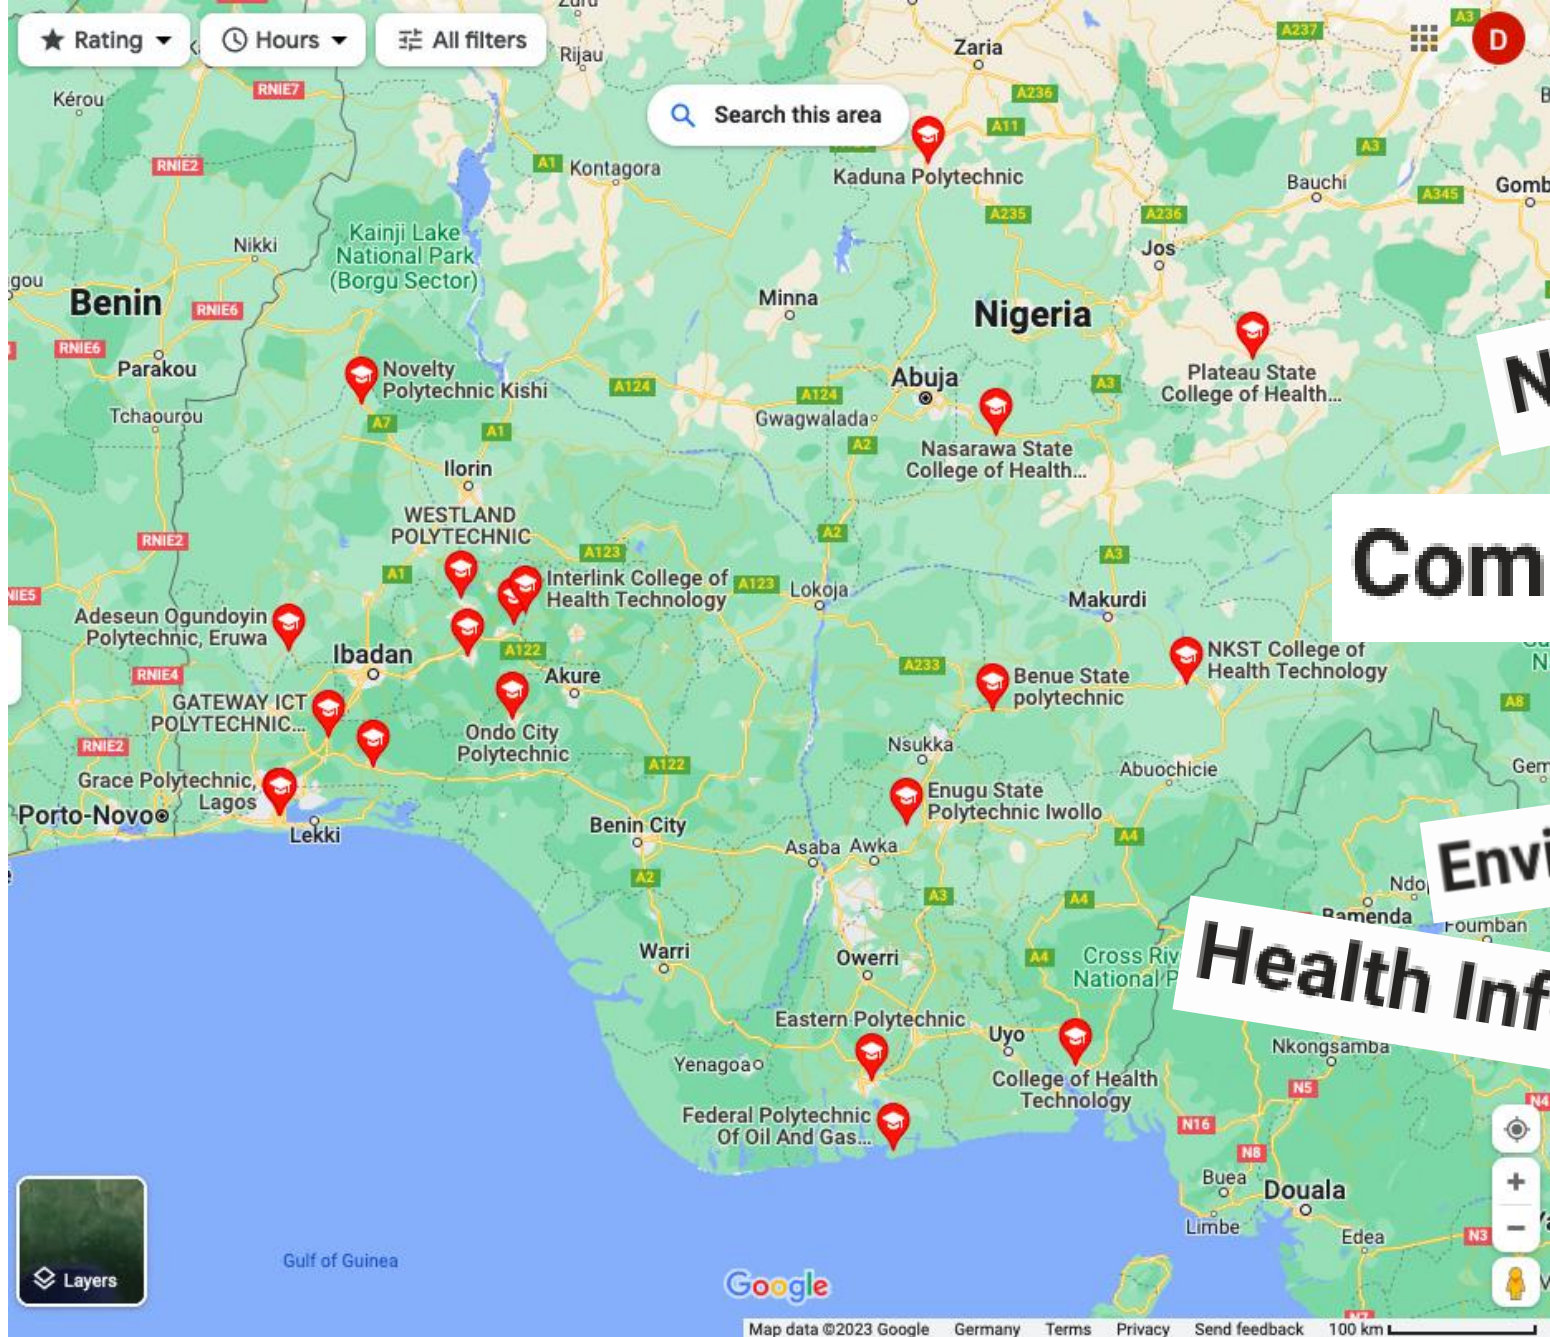 Zuru
Rating
Hours
All filters
A237
A3
D
Rijau
Zaria
Kérou
RNIE7
A236
Search this area
A11
RNIE2
A1
Kontagora
Kaduna Polytechnic
A3
Bauchi
A345
Gomb
A235
A236
Kainji Lake
National Park
(Borgu Sector)
Nikki
Jos
gou
Benin
RNIE6
Minna
Nigeria
RNIE6
Parakou
Novelty
Polytechnic Kishi
A124
A124
Abuja
A3
Plateau State
College of Health...
N
Tchaourou
A7
A1
Gwagwalada
A2
Nasarawa State
College of Health...
Ilorin
WESTLAND
POLYTECHNIC
RNIE2
A123
A2
A3
Com
A1
Interlink College of
Health Technology
A123
Lokoja
Makurdi
NIE5
Adeseun Ogundoyin
Polytechnic, Eruwa
Ibadan
A122
A233
NKST College of
Health Technology
N
RNIE4
Akure
Benue State
polytechnic
A8
GATEWAY ICT
POLYTECHNIC...
RNIE2
Ondo City
Polytechnic
Nsukka
A122
Abuochicie
Gem
Grace Polytechnic,
Lagos
Enugu State
Polytechnic Iwollo
Porto-Novo
Lekki
Benin City
A4
Asaba
Awka
Envi
A2
A3
A4
Ndo
Bamenda
Foumban
Warri
Owerri
A4
Cross Riv
National P
Health Inf
Eastern Polytechnic
Uyo
Nkongsamba
Yenagoa
College of Health
Technology
N5
N4
Federal Polytechnic
Of Oil And Gas...
N16
N8
Buea
Douala
Limbe
Edea
N3
Layers
Gulf of Guinea
Google
Map data ©2023 Google
Germany
Terms
Privacy
Send feedback
100 km